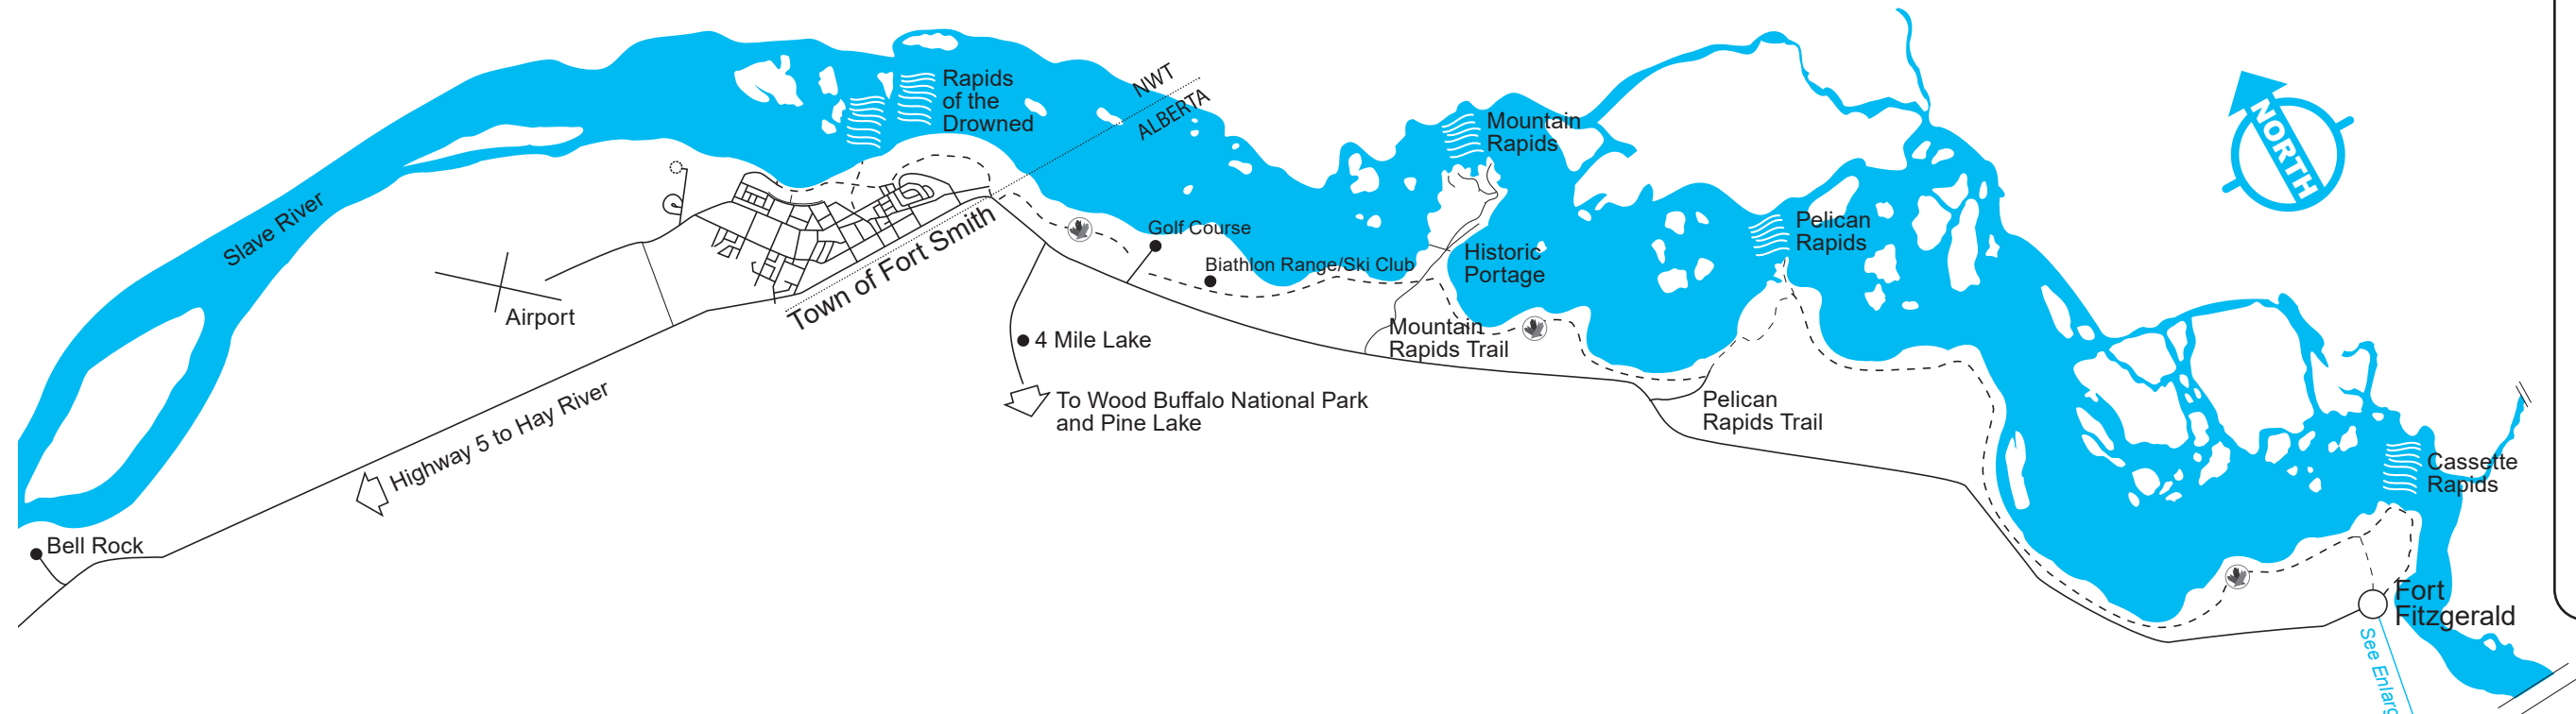 Rapids
of the
Drowned
NWT
ALBERTA
NORTH
Mountain
Rapids
Pelican
Rapids
Slave River
Golf Course
Biathlon Range/Ski Club
Historic
Portage
Town of Fort Smith
Airport
4 Mile Lake
Mountain
Rapids Trail
To Wood Buffalo National Park
and Pine Lake
Pelican
Rapids Trail
Highway 5 to Hay River
Cassette
Rapids
Bell Rock
Fort
Fitzgerald
See Enlarg